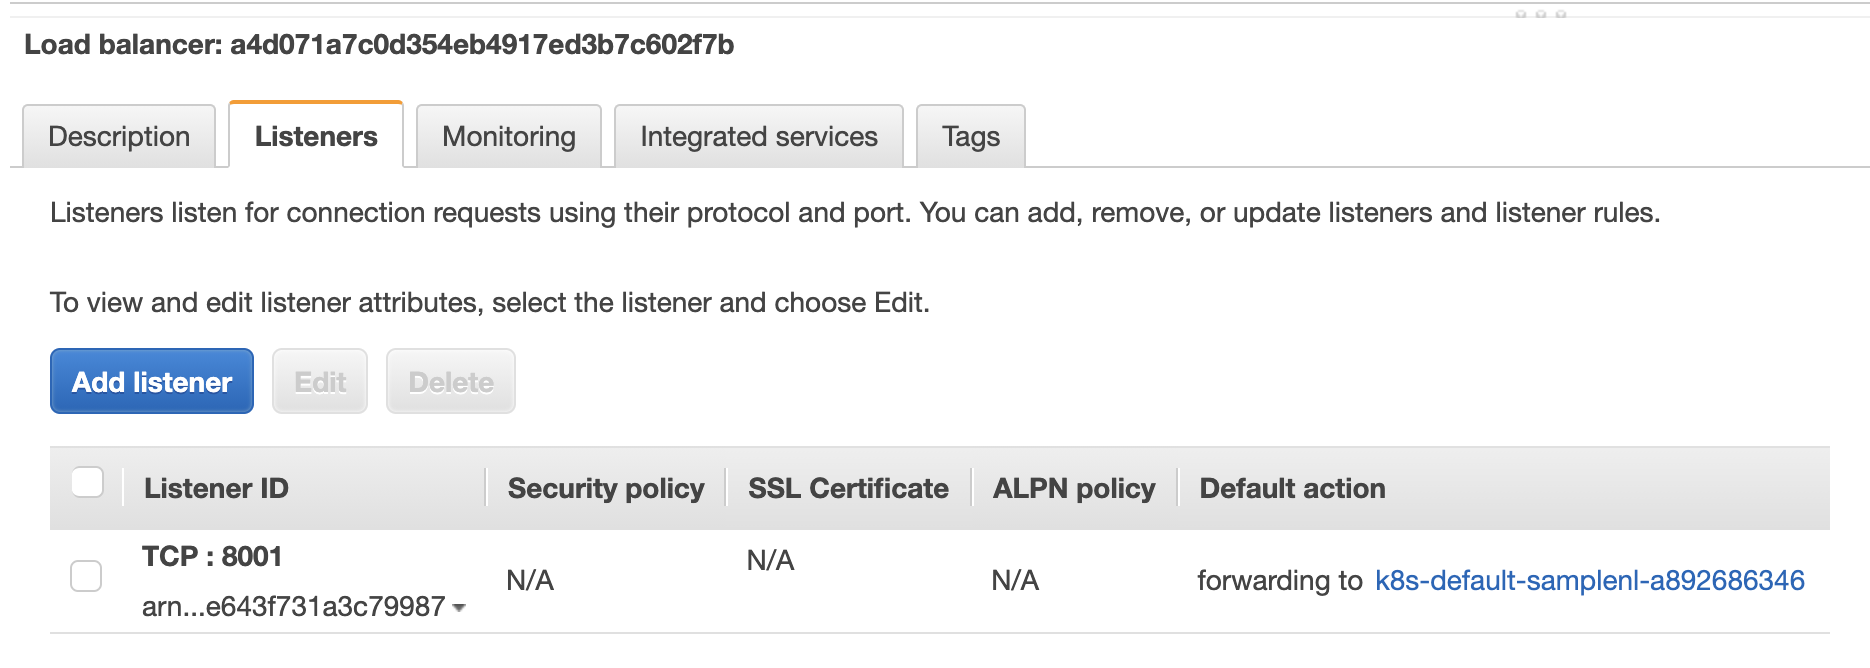 Load balancer: a4d071a7c0d354eb4917ed3b7c602f7b
Description Listeners Monitoring Integrated services Tags
Listeners listen for connection requests using their protocol and port. You can add, remove, or update listeners and listener rules.
To view and edit listener attributes, select the listener and choose Edit.
Add listener Edit Delete
Listener ID Security policy SSL Certificate ALPN policy Default action
TCP : 8001
arn...e643f731a3c79987 N/A N/A N/A forwarding to k8s-default-samplenl-a892686346